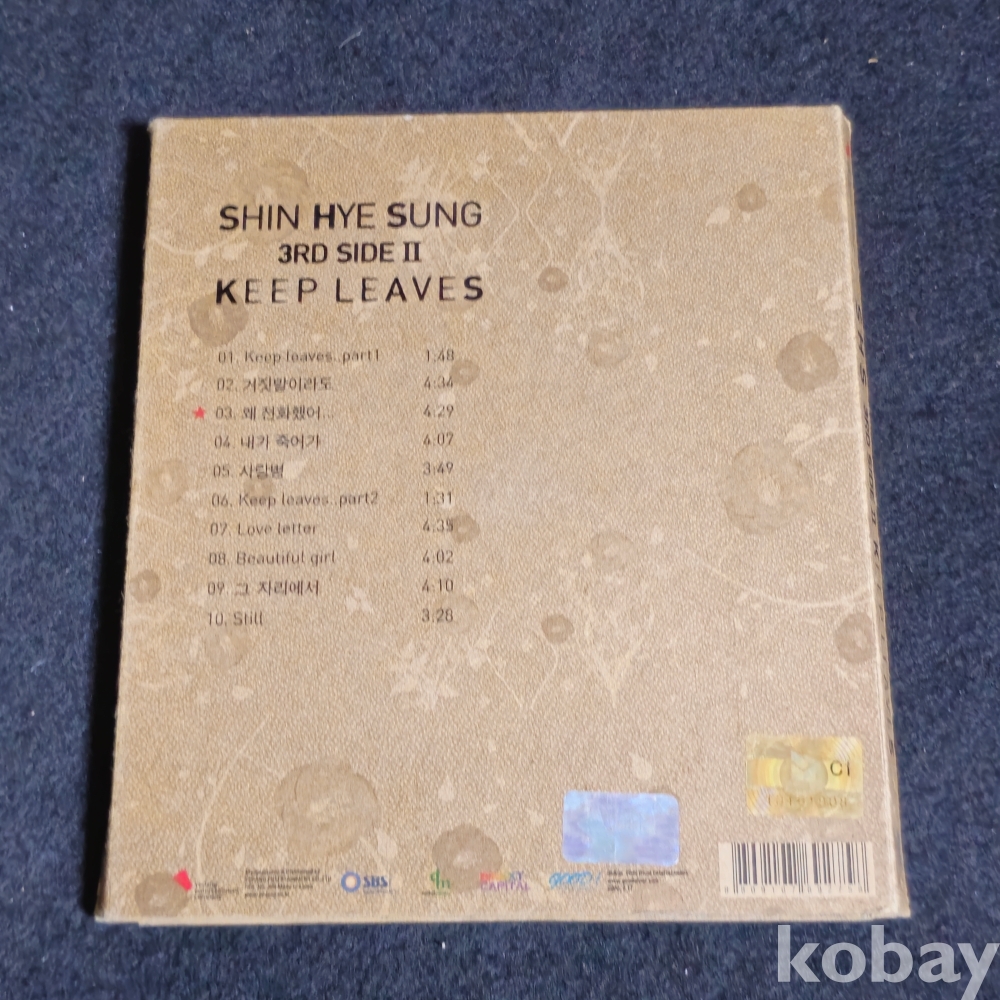 SHIN HYE SUNG
3RD SIDE II
KEEP LEAVES
01. Keep leaves..part1 1:48
02. 거짓말이라도 4:34
★ 03. 왜 전화했어... 4:29
04. 내가 죽어가 4:07
05. 사랑병 3:49
06. Keep leaves..part2 1:31
07. Love letter 4:35
08. Beautiful girl 4:02
09. 그 자리에서 4:10
10. Still 3:28
CI
SBS
CAPITAL
kobay